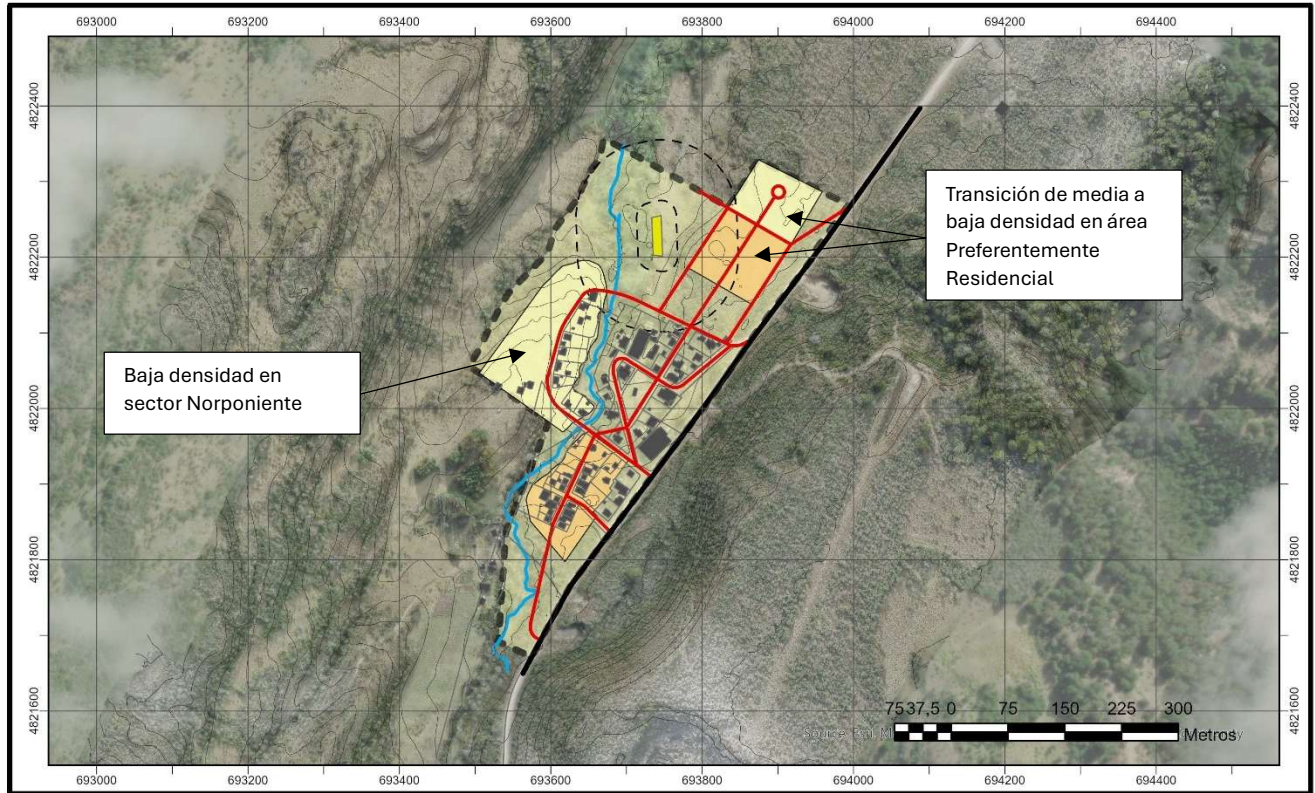 693000 693200 693400 693600 693800 694000 694200 694400
4822400 4822400
Transición de media a
baja densidad en área
Preferentemente
Residencial
4822200 4822200
Baja densidad en
sector Norponiente
4822000 4822000
4821800 4821800
4821600 4821600
75 37,5 0 75 150 225 300
Metros
693000 693200 693400 693600 693800 694000 694200 694400